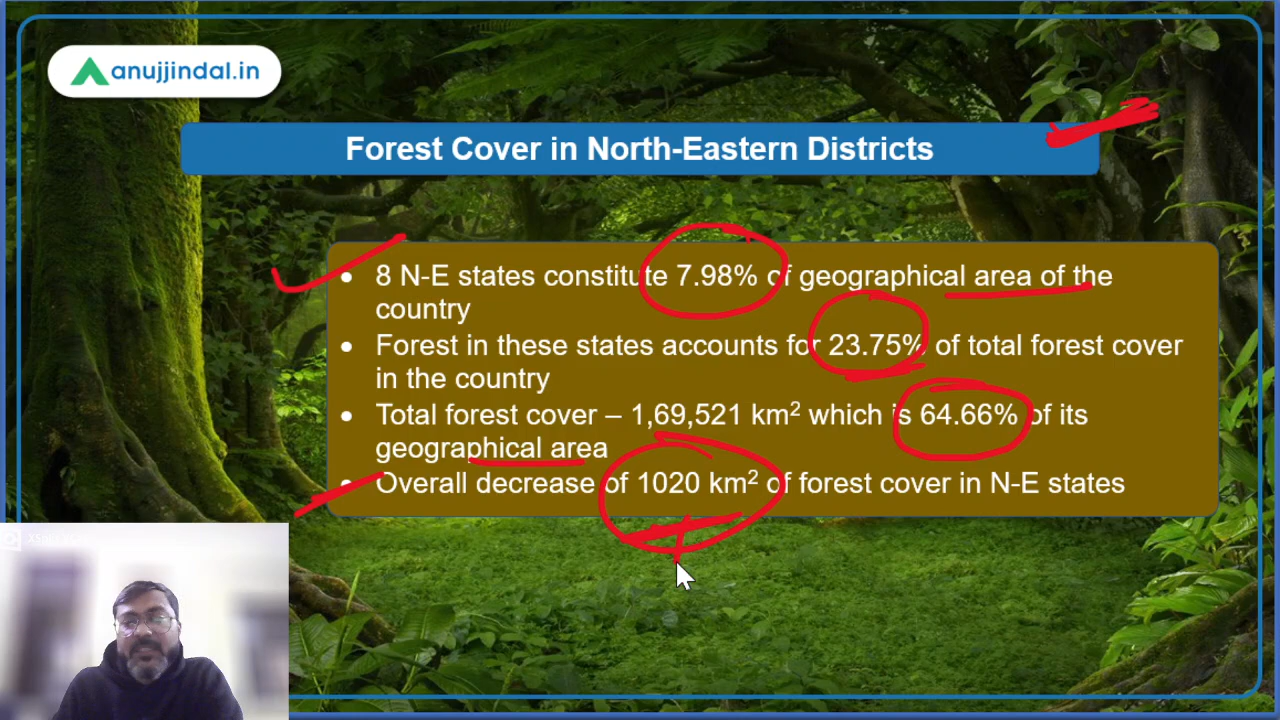 anujjindal.in
Forest Cover in North-Eastern Districts
• 8 N-E states constitute 7.98% of geographical area of the
country
• Forest in these states accounts for 23.75% of total forest cover
in the country
• Total forest cover – 1,69,521 km² which is 64.66% of its
geographical area
• Overall decrease of 1020 km² of forest cover in N-E states